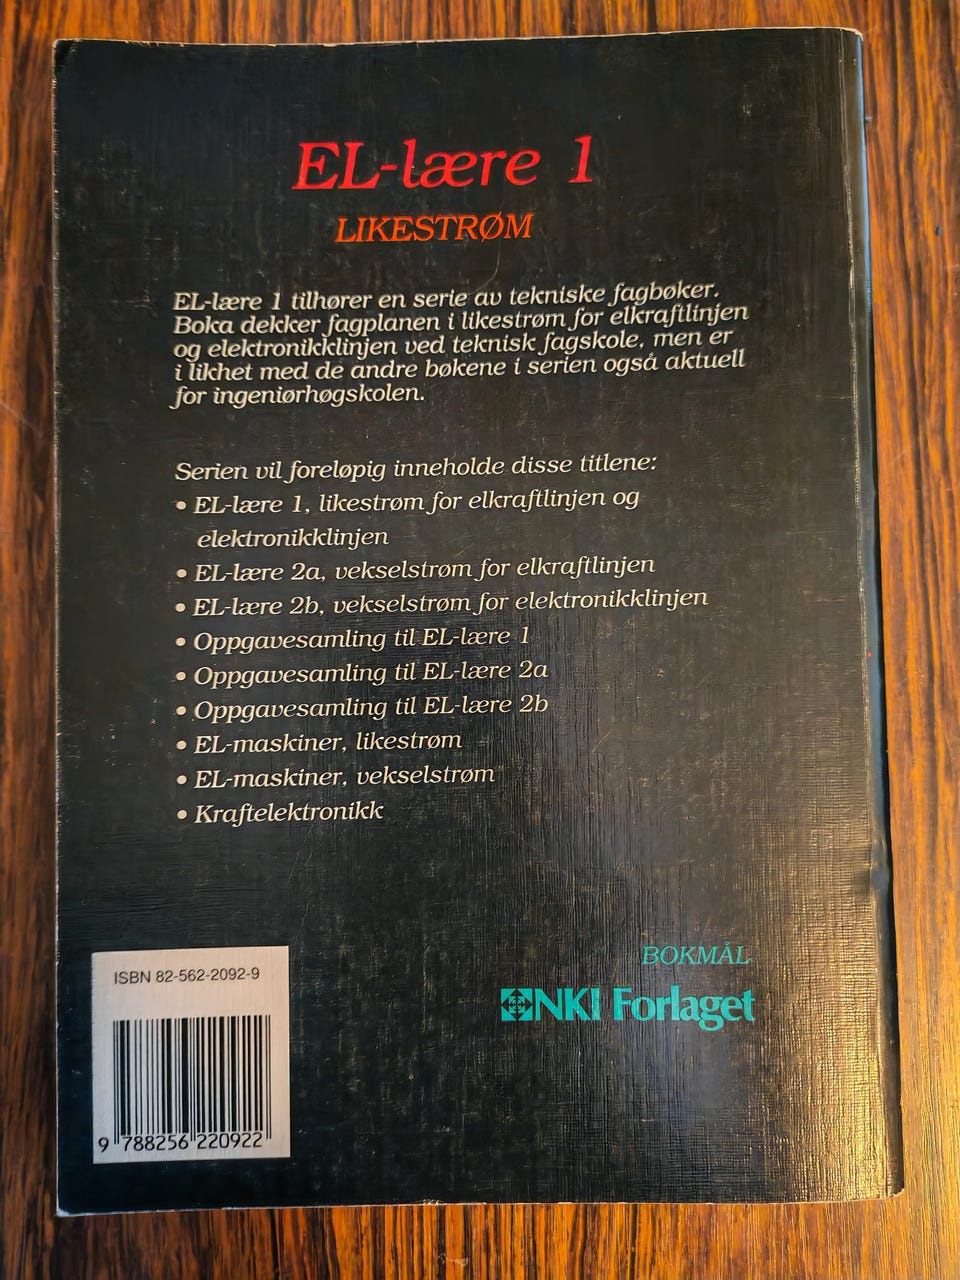 EL-lære 1
LIKESTRØM
EL-lære 1 tilhører en serie av tekniske fagbøker.
Boka dekker fagplanen i likestrøm for elkraftlinjen
og elektronikklinjen ved teknisk fagskole, men er
i likhet med de andre bøkene i serien også aktuell
for ingeniørhøgskolen.
Serien vil foreløpig inneholde disse titlene:
• EL-lære 1, likestrøm for elkraftlinjen og
elektronikklinjen
• EL-lære 2a, vekselstrøm for elkraftlinjen
• EL-lære 2b, vekselstrøm for elektronikklinjen
• Oppgavesamling til EL-lære 1
• Oppgavesamling til EL-lære 2a
• Oppgavesamling til EL-lære 2b
• EL-maskiner, likestrøm
• EL-maskiner, vekselstrøm
• Kraftelektronikk
BOKMÅL
NKI Forlaget
ISBN 82-562-2092-9
9 788256 220922